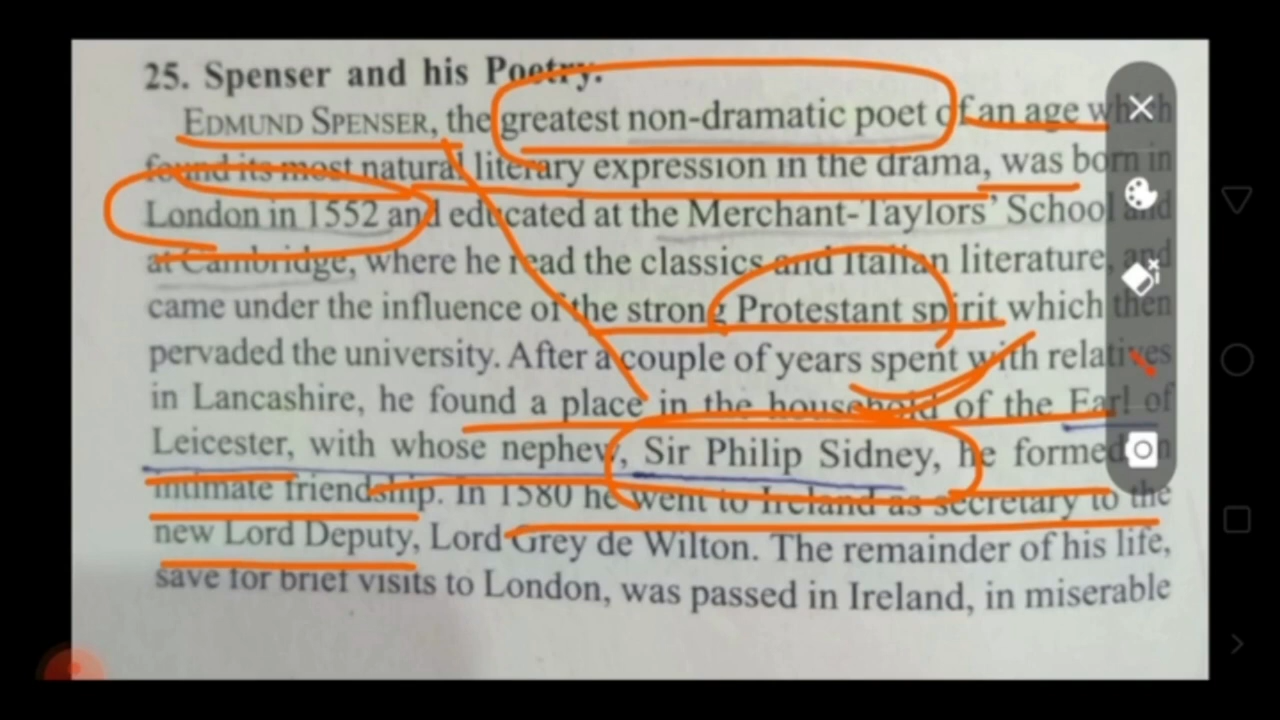 25. Spenser and his Poetry.
EDMUND SPENSER, the greatest non-dramatic poet of an age which
found its most natural literary expression in the drama, was born in
London in 1552 and educated at the Merchant-Taylors' School and
at Cambridge, where he read the classics and Italian literature, and
came under the influence of the strong Protestant spirit which then
pervaded the university. After a couple of years spent with relatives
in Lancashire, he found a place in the household of the Earl of
Leicester, with whose nephew, Sir Philip Sidney, he formed an
intimate friendship. In 1580 he went to Ireland as secretary to the
new Lord Deputy, Lord Grey de Wilton. The remainder of his life,
save for brief visits to London, was passed in Ireland, in miserable